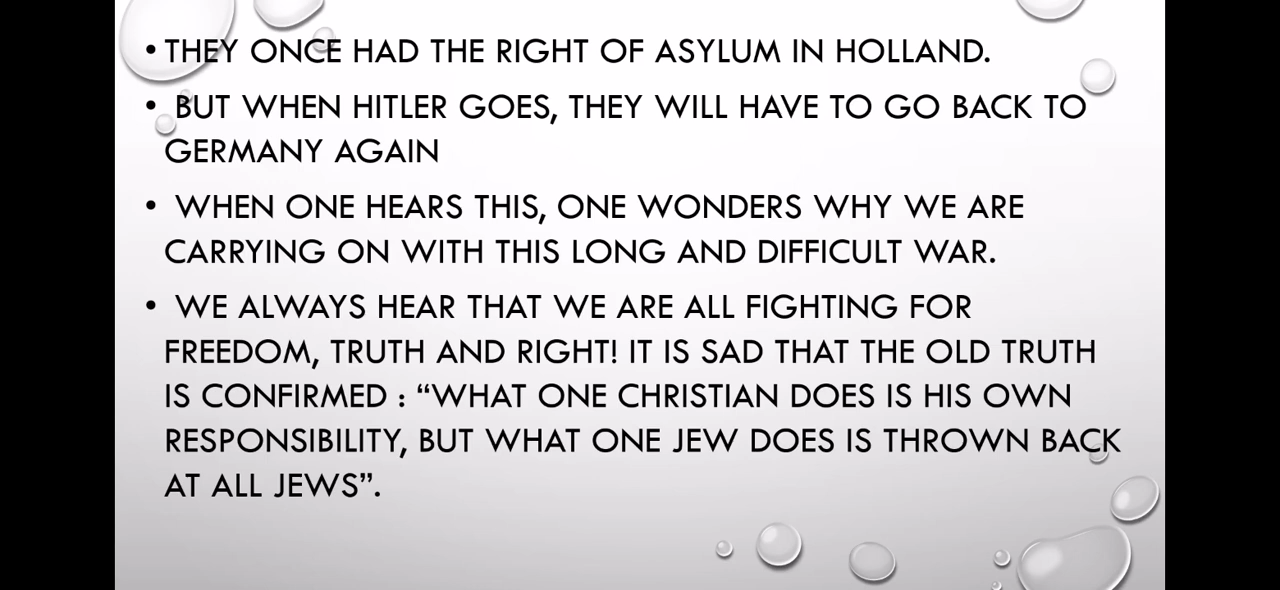 • THEY ONCE HAD THE RIGHT OF ASYLUM IN HOLLAND.
• BUT WHEN HITLER GOES, THEY WILL HAVE TO GO BACK TO
GERMANY AGAIN
• WHEN ONE HEARS THIS, ONE WONDERS WHY WE ARE
CARRYING ON WITH THIS LONG AND DIFFICULT WAR.
• WE ALWAYS HEAR THAT WE ARE ALL FIGHTING FOR
FREEDOM, TRUTH AND RIGHT! IT IS SAD THAT THE OLD TRUTH
IS CONFIRMED : “WHAT ONE CHRISTIAN DOES IS HIS OWN
RESPONSIBILITY, BUT WHAT ONE JEW DOES IS THROWN BACK
AT ALL JEWS”.